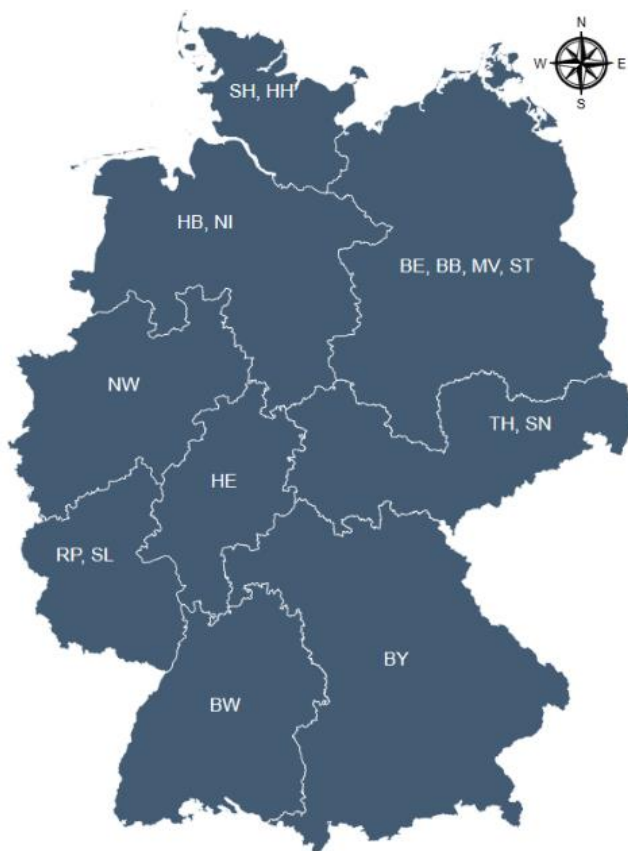 N
W E
S
SH, HH
HB, NI
BE, BB, MV, ST
NW
TH, SN
HE
RP, SL
BY
BW